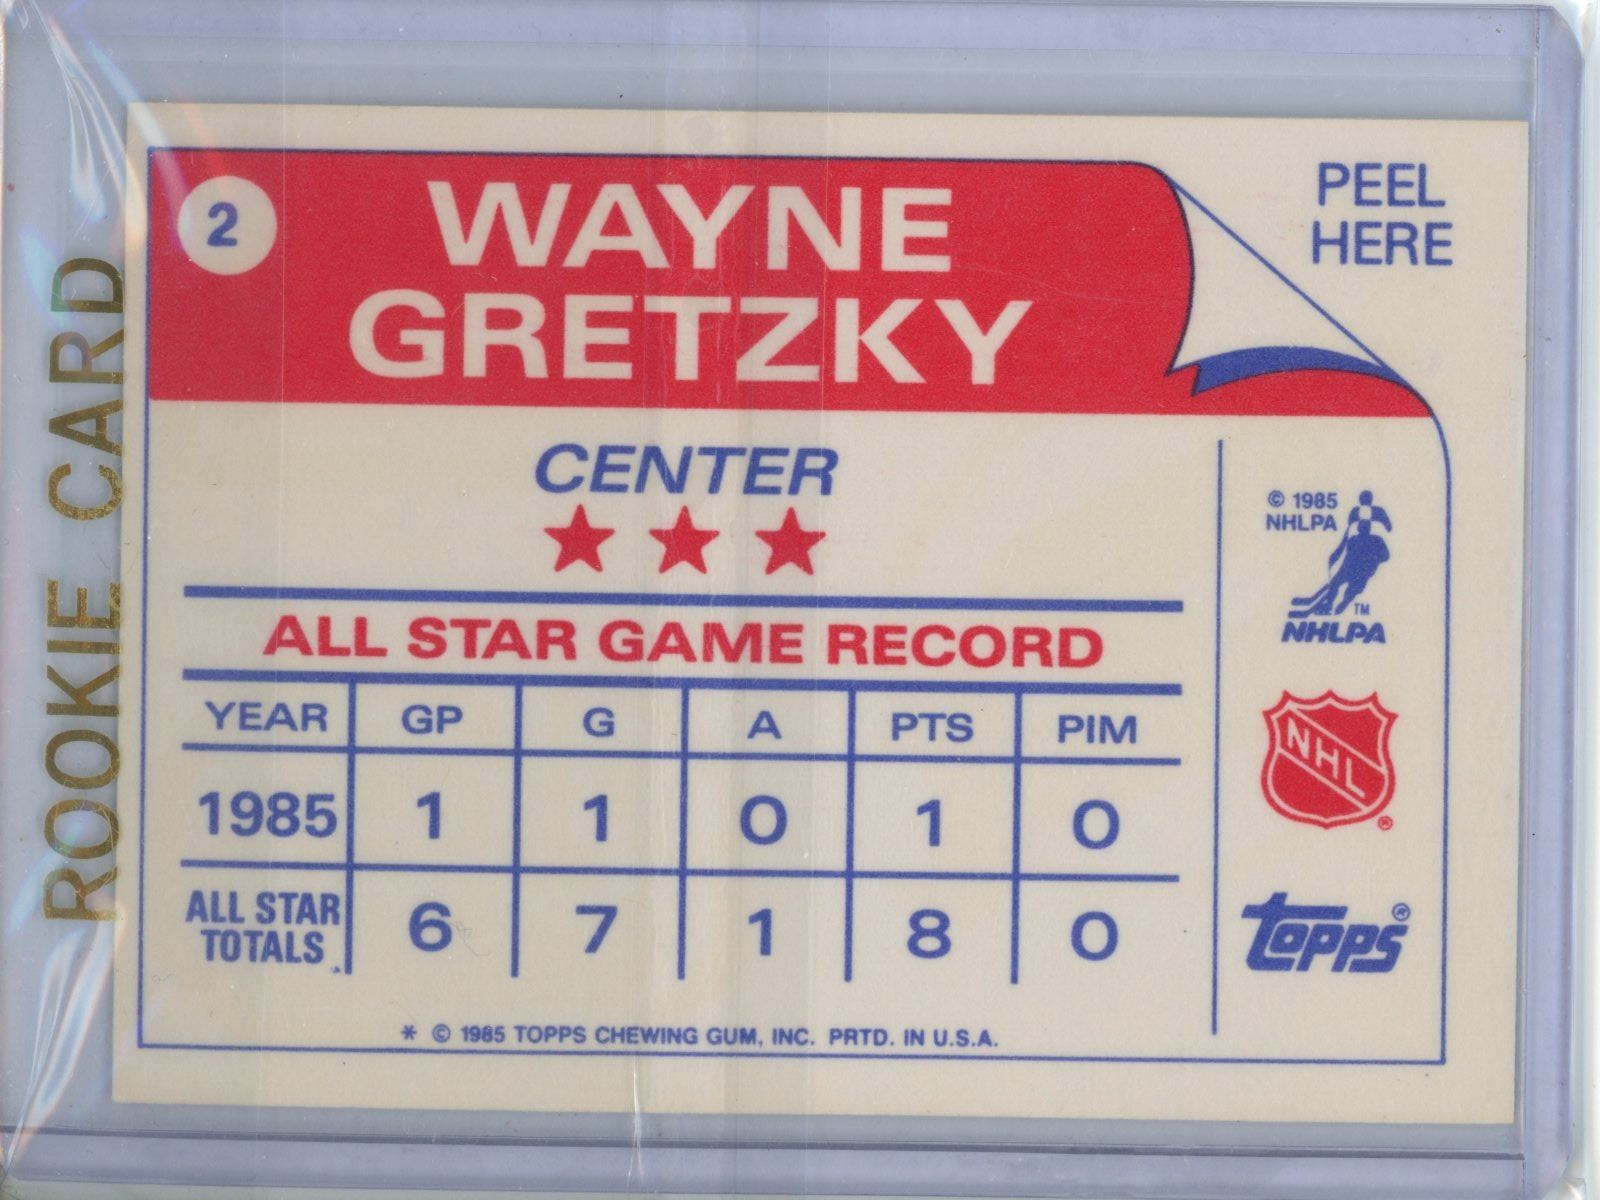 ROOKIE CARD
2
WAYNE
GRETZKY
PEEL
HERE
CENTER
ALL STAR GAME RECORD
YEAR GP G A PTS PIM
1985 1 1 0 1 0
ALL STAR
TOTALS 6 7 1 8 0
© 1985
NHLPA
TM
NHLPA
NHL ®
topps ®
* © 1985 TOPPS CHEWING GUM, INC. PRTD. IN U.S.A.